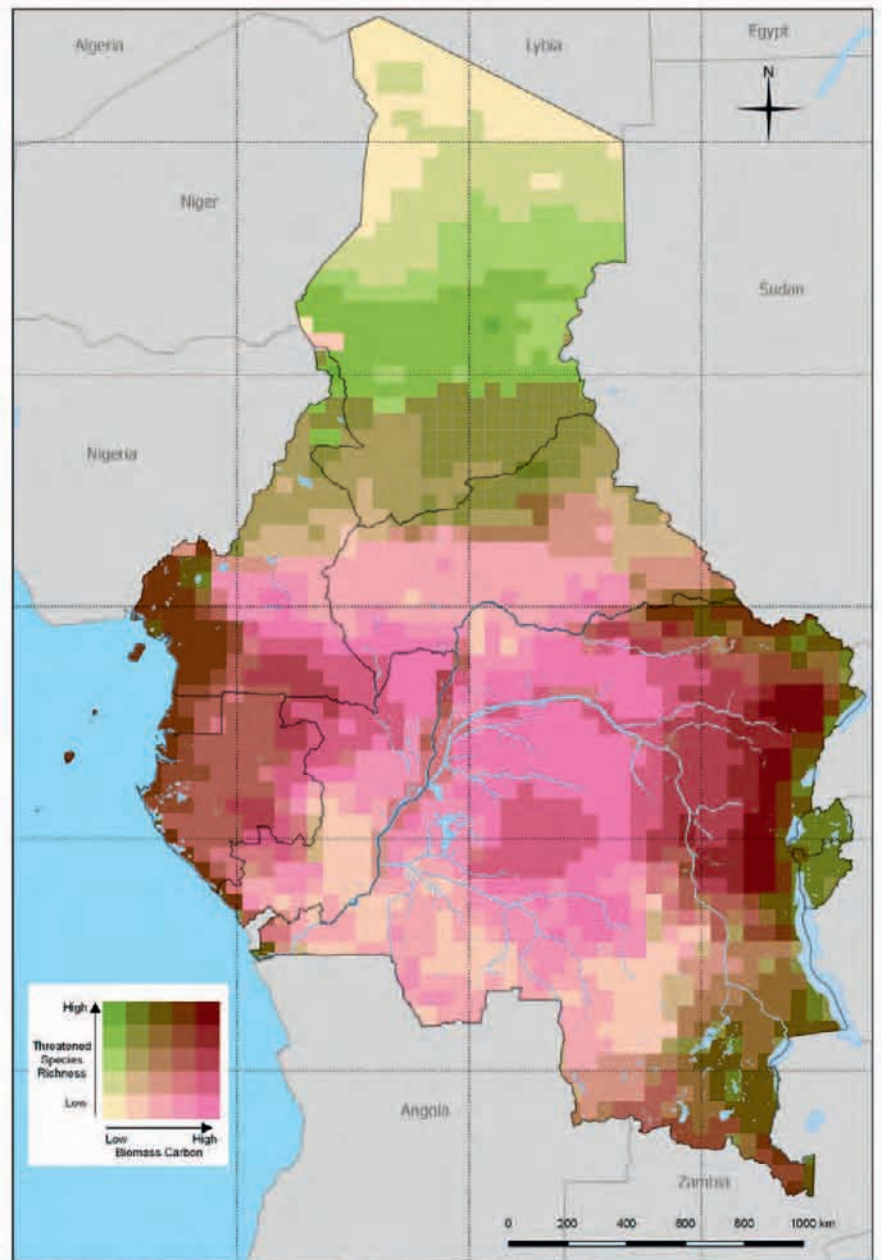 Algeria
Lybia
Egypt
N
Niger
Sudan
Nigeria
High
Threatened
Species
Richness
Low
Low High
Biomass Carbon
Angola
Zambia
0 200 400 600 800 1000 km